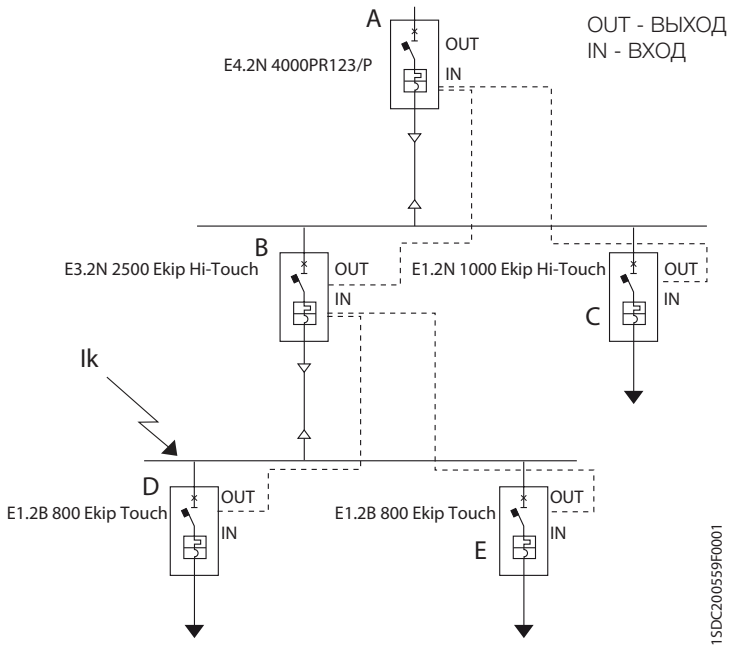 A
OUT - ВЫХОД
IN - ВХОД
OUT
E4.2N 4000PR123/P
IN
B
E3.2N 2500 Ekip Hi-Touch
OUT
E1.2N 1000 Ekip Hi-Touch
OUT
IN
IN
C
Ik
D
OUT
OUT
E1.2B 800 Ekip Touch
E1.2B 800 Ekip Touch
IN
IN
E
1SDC200559F0001